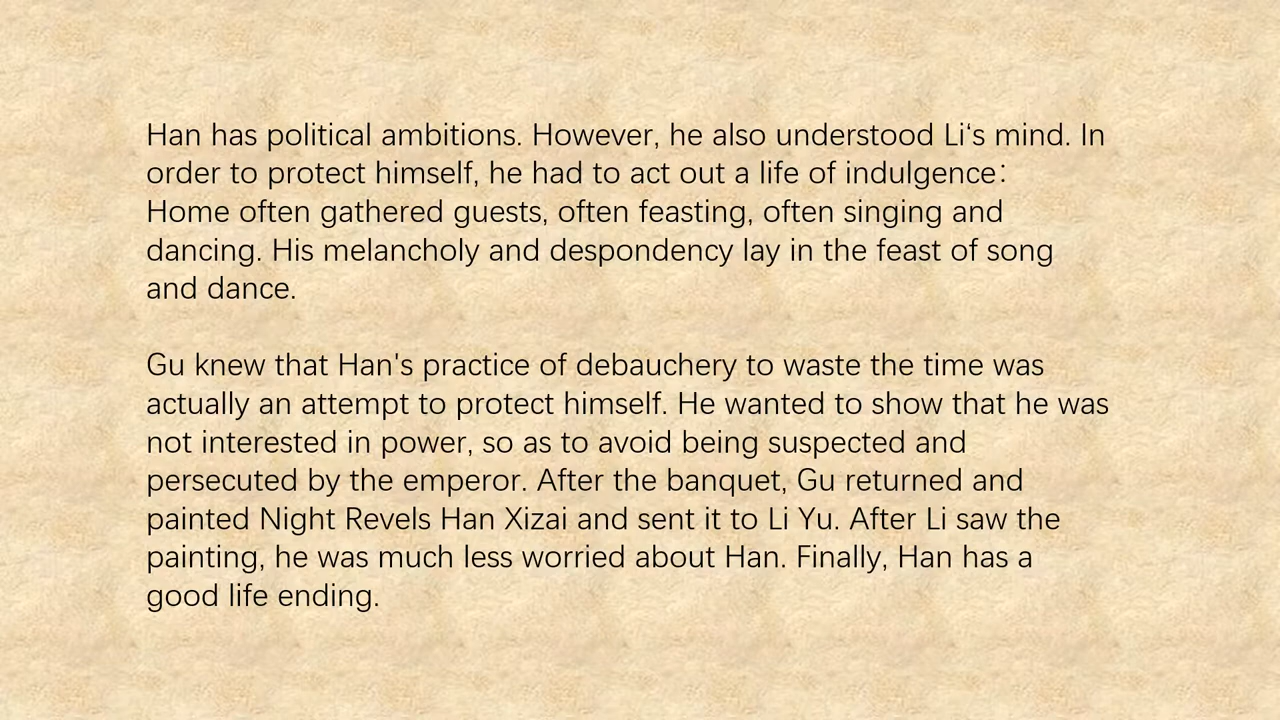 Han has political ambitions. However, he also understood Li‘s mind. In
order to protect himself, he had to act out a life of indulgence：
Home often gathered guests, often feasting, often singing and
dancing. His melancholy and despondency lay in the feast of song
and dance.
Gu knew that Han's practice of debauchery to waste the time was
actually an attempt to protect himself. He wanted to show that he was
not interested in power, so as to avoid being suspected and
persecuted by the emperor. After the banquet, Gu returned and
painted Night Revels Han Xizai and sent it to Li Yu. After Li saw the
painting, he was much less worried about Han. Finally, Han has a
good life ending.